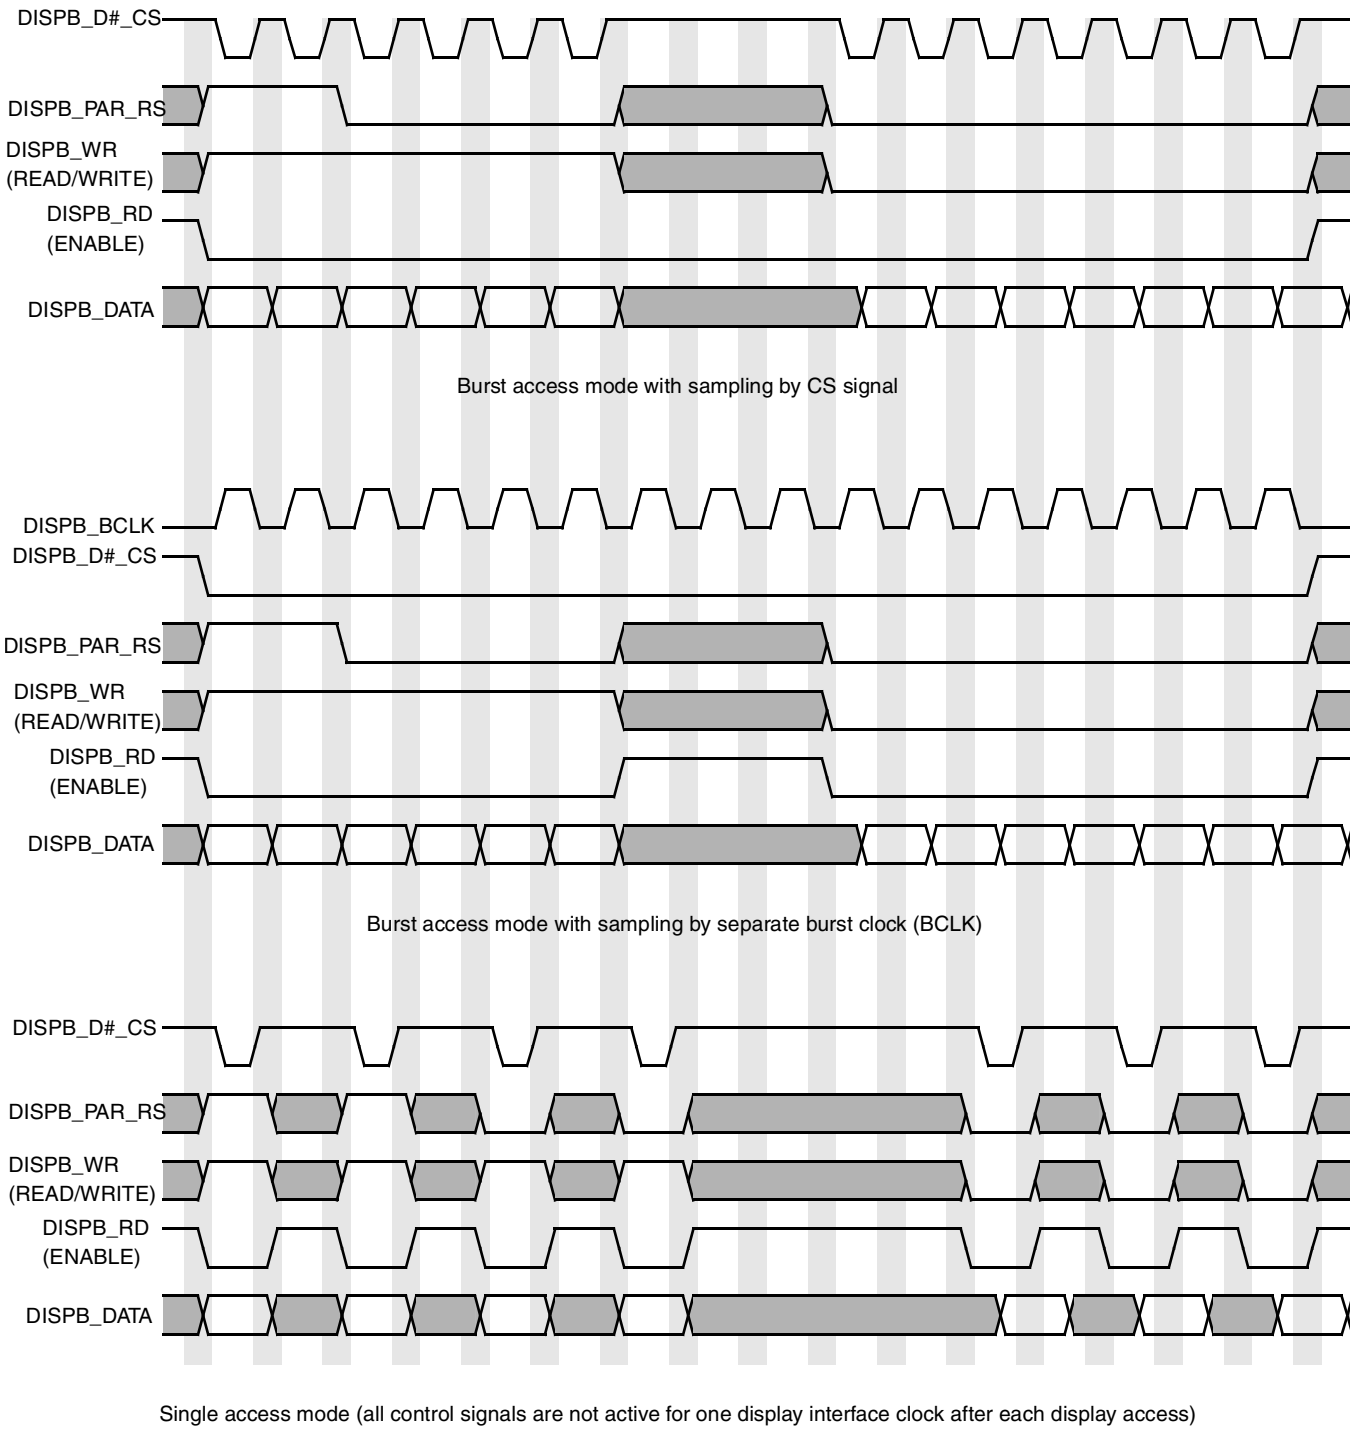 DISPB_D#_CS
DISPB_PAR_RS
DISPB_WR
(READ/WRITE)
DISPB_RD
(ENABLE)
DISPB_DATA
Burst access mode with sampling by CS signal
DISPB_BCLK
DISPB_D#_CS
DISPB_PAR_RS
DISPB_WR
(READ/WRITE)
DISPB_RD
(ENABLE)
DISPB_DATA
Burst access mode with sampling by separate burst clock (BCLK)
DISPB_D#_CS
DISPB_PAR_RS
DISPB_WR
(READ/WRITE)
DISPB_RD
(ENABLE)
DISPB_DATA
Single access mode (all control signals are not active for one display interface clock after each display access)